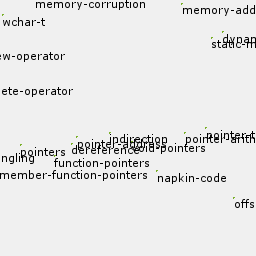 memory-corruption
memory-add
wchar-t
dynam
static-m
ew-operator
ete-operator
indirection
pointer-t
pointer-address
pointer-arith
dereference
void-pointers
pointers
ngling
function-pointers
member-function-pointers
napkin-code
offs